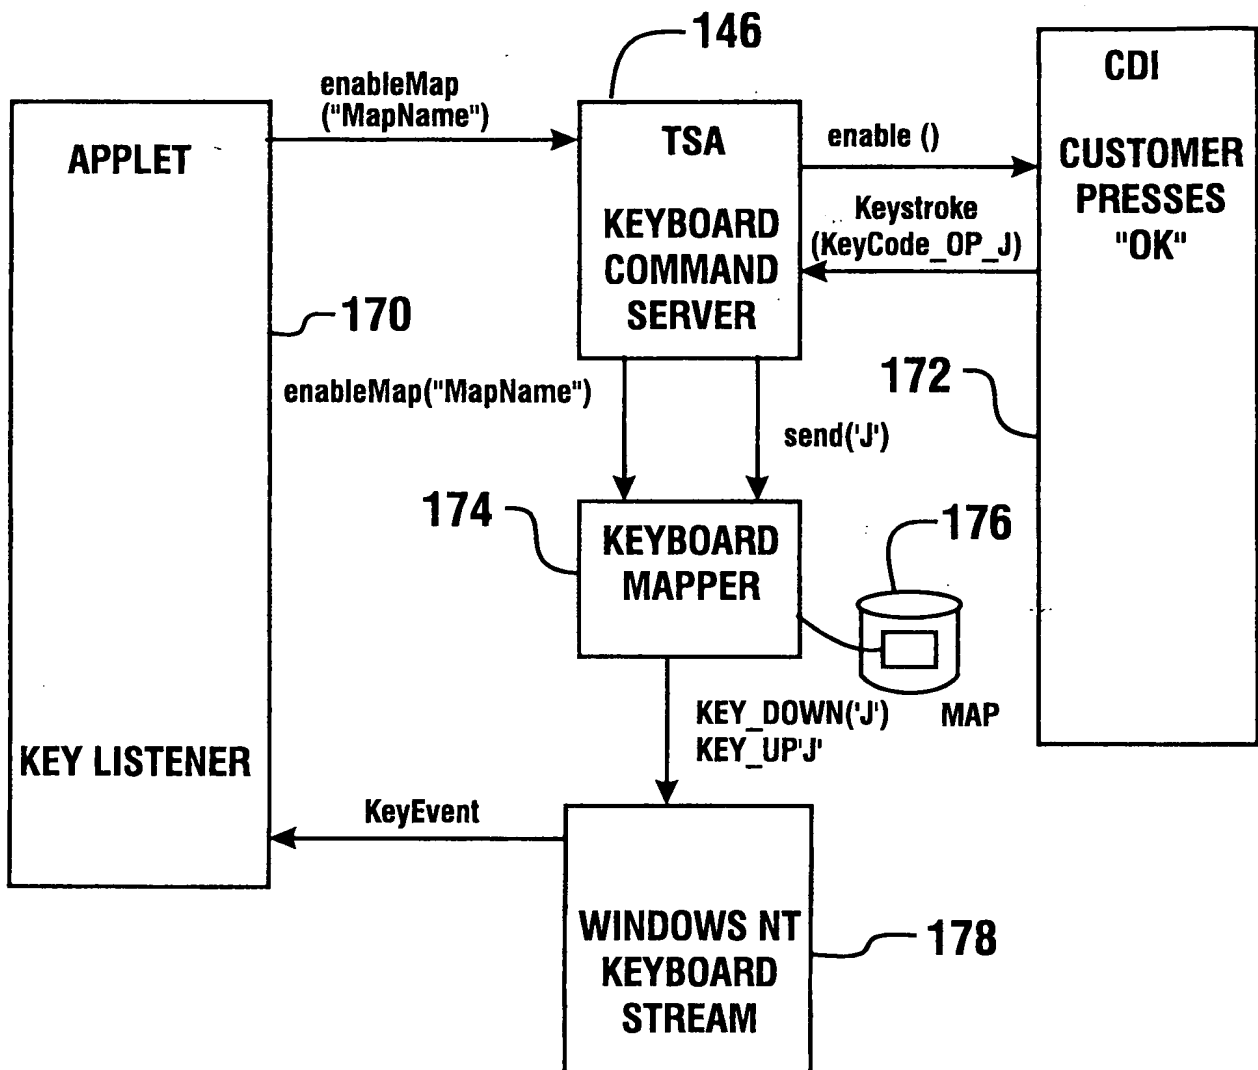 146
CDI
CUSTOMER
PRESSES
"OK"
enableMap
("MapName")
APPLET
TSA
KEYBOARD
COMMAND
SERVER
enable ()
Keystroke
(KeyCode_OP_J)
170
172
enableMap("MapName")
send('J')
174
KEYBOARD
MAPPER
176
MAP
KEY_DOWN('J')
KEY_UP'J'
KEY LISTENER
KeyEvent
WINDOWS NT
KEYBOARD
STREAM
178